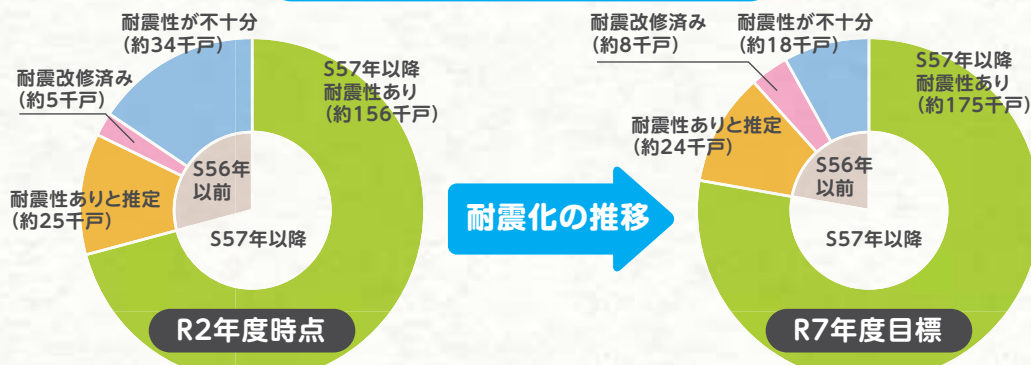 耐震性が不十分
（約34千戸）
耐震改修済み
（約5千戸）
耐震性ありと推定
（約25千戸）
S57年以降
耐震性あり
（約156千戸）
S56年
以前
S57年以降
R2年度時点
耐震化の推移
耐震改修済み
（約8千戸）
耐震性が不十分
（約18千戸）
耐震性ありと推定
（約24千戸）
S57年以降
耐震性あり
（約175千戸）
S56年
以前
S57年以降
R7年度目標